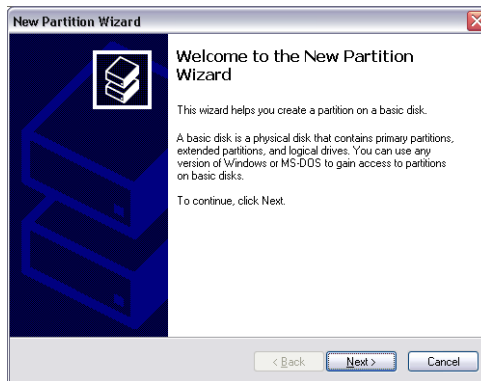 New Partition Wizard
Welcome to the New Partition
Wizard
This wizard helps you create a partition on a basic disk.
A basic disk is a physical disk that contains primary partitions,
extended partitions, and logical drives. You can use any
version of Windows or MS-DOS to gain access to partitions
on basic disks.
To continue, click Next.
< Back Next > Cancel